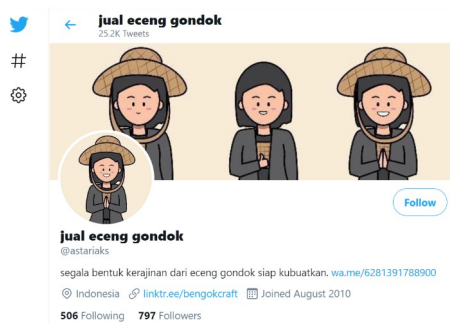 jual eceng gondok
25.2K Tweets
Follow
jual eceng gondok
@astariaks
segala bentuk kerajinan dari eceng gondok siap kubuatkan. wa.me/6281391788900
Indonesia linktr.ee/bengokcraft Joined August 2010
506 Following 797 Followers